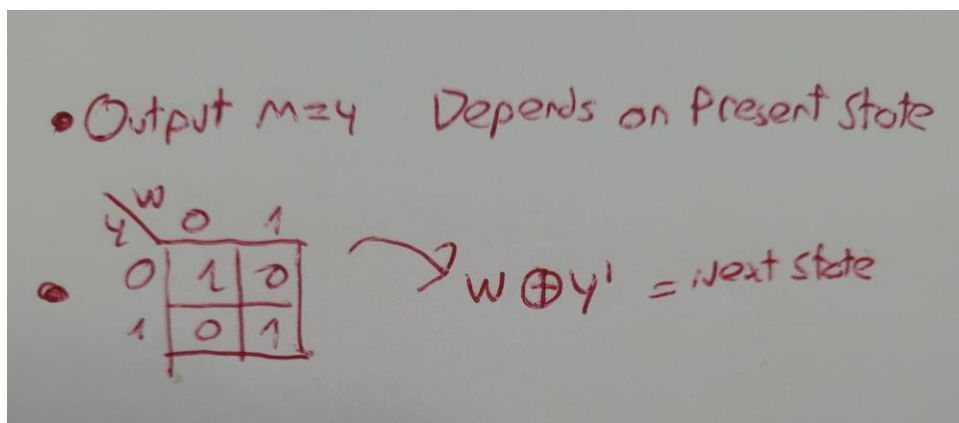 • Output m=y Depends on Present State
y\w 0 1
• 0 1 0 w⊕y' = Next state
1 0 1